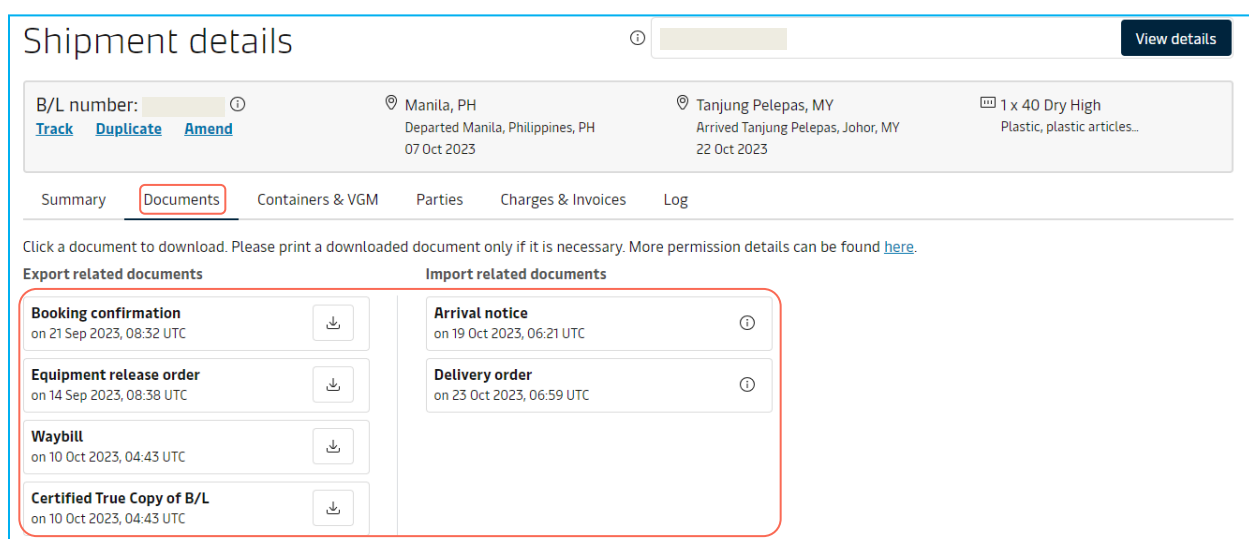 Shipment details
View details
B/L number:
Track Duplicate Amend
Manila, PH
Departed Manila, Philippines, PH
07 Oct 2023
Tanjung Pelepas, MY
Arrived Tanjung Pelepas, Johor, MY
22 Oct 2023
1 x 40 Dry High
Plastic, plastic articles...
Summary Documents Containers & VGM Parties Charges & Invoices Log
Click a document to download. Please print a downloaded document only if it is necessary. More permission details can be found here.
Export related documents
Booking confirmation
on 21 Sep 2023, 08:32 UTC
Equipment release order
on 14 Sep 2023, 08:38 UTC
Waybill
on 10 Oct 2023, 04:43 UTC
Certified True Copy of B/L
on 10 Oct 2023, 04:43 UTC
Import related documents
Arrival notice
on 19 Oct 2023, 06:21 UTC
Delivery order
on 23 Oct 2023, 06:59 UTC